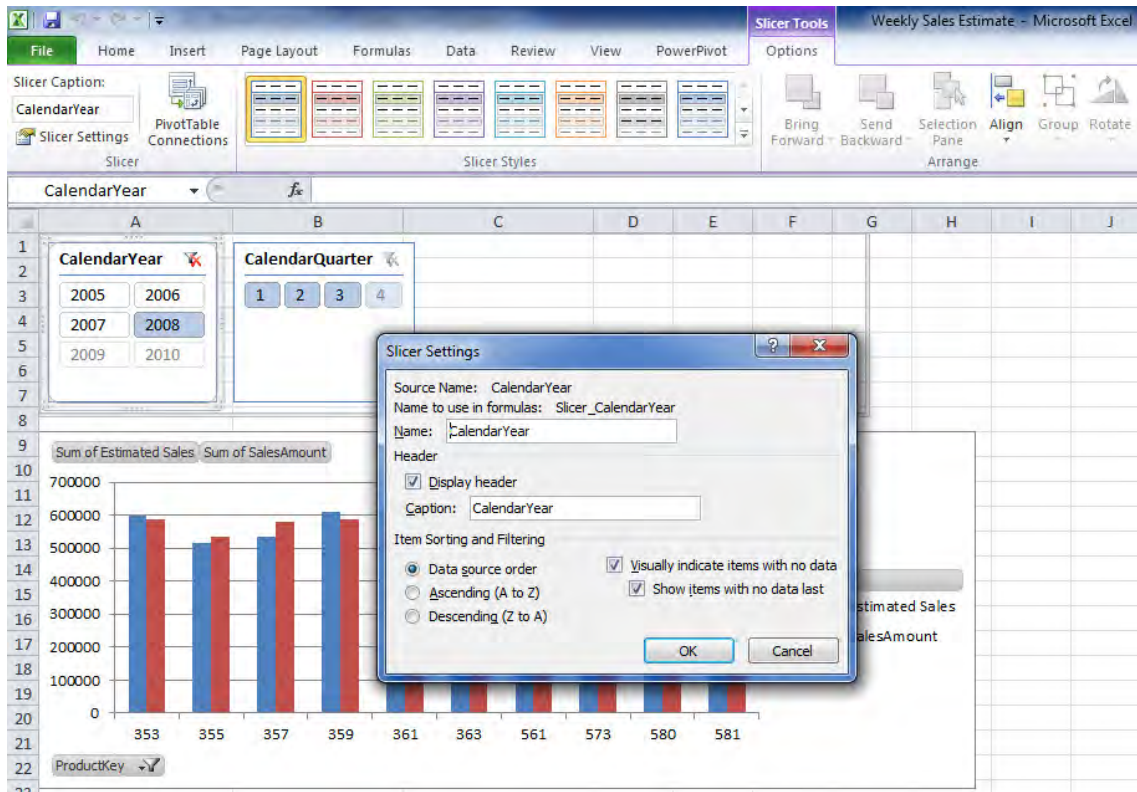 Slicer Tools Weekly Sales Estimate - Microsoft Excel
File Home Insert Page Layout Formulas Data Review View PowerPivot Options
Slicer Caption:
CalendarYear
Slicer Settings
PivotTable
Connections
Bring
Forward
Send
Backward
Selection
Pane
Align
Group
Rotate
Slicer Slicer Styles Arrange
CalendarYear fx
A B C D E F G H I J
1
2
3
4
5
6
7
8
9
10
11
12
13
14
15
16
17
18
19
20
21
22
23
CalendarYear
2005 2006
2007 2008
2009 2010
CalendarQuarter
1 2 3 4
Slicer Settings ? X
Source Name: CalendarYear
Name to use in formulas: Slicer_CalendarYear
Name: CalendarYear
Header
Display header
Caption: CalendarYear
Item Sorting and Filtering
Data source order
Ascending (A to Z)
Descending (Z to A)
Visually indicate items with no data
Show items with no data last
OK Cancel
Sum of Estimated Sales Sum of SalesAmount
700000
600000
500000
400000
300000
200000
100000
0
353 355 357 359 361 363 561 573 580 581
stimated Sales
alesAmount
ProductKey